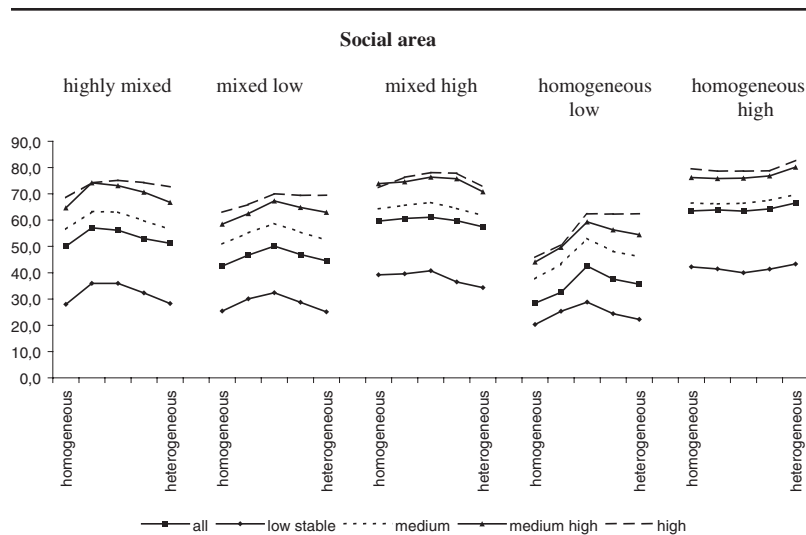 Social area
highly mixed mixed low mixed high homogeneous low homogeneous high
90,0
80,0
70,0
60,0
50,0
40,0
30,0
20,0
10,0
0,0
homogeneous heterogeneous homogeneous heterogeneous homogeneous heterogeneous homogeneous heterogeneous homogeneous heterogeneous
all low stable medium medium high high